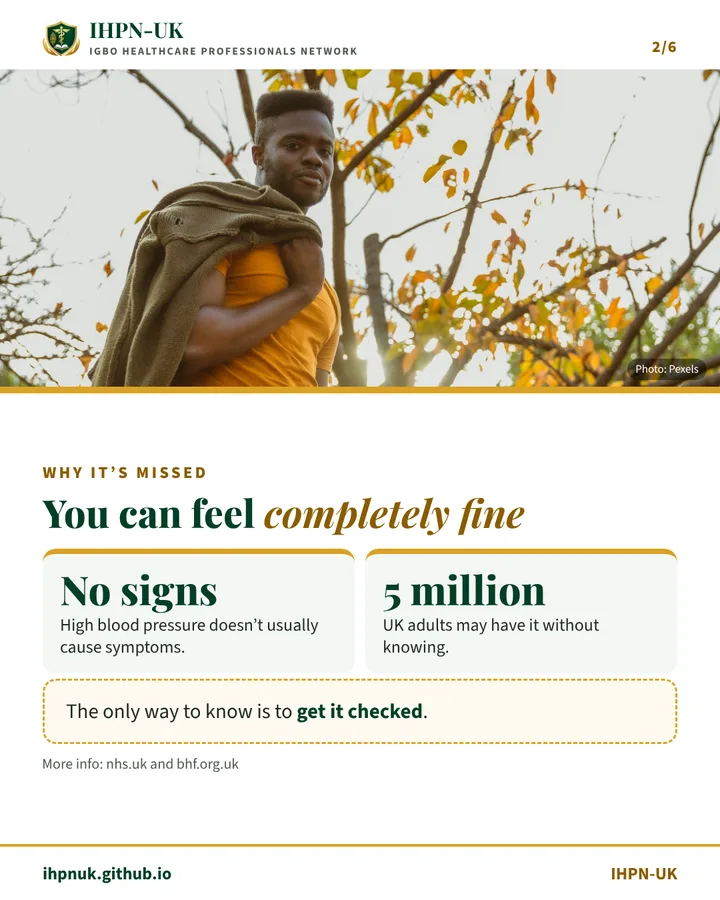 IHPN-UK
IGBO HEALTHCARE PROFESSIONALS NETWORK
2/6
Photo: Pexels
WHY IT’S MISSED
You can feel completely fine
No signs
High blood pressure doesn’t usually
cause symptoms.
5 million
UK adults may have it without
knowing.
The only way to know is to get it checked.
More info: nhs.uk and bhf.org.uk
ihpnuk.github.io
IHPN-UK